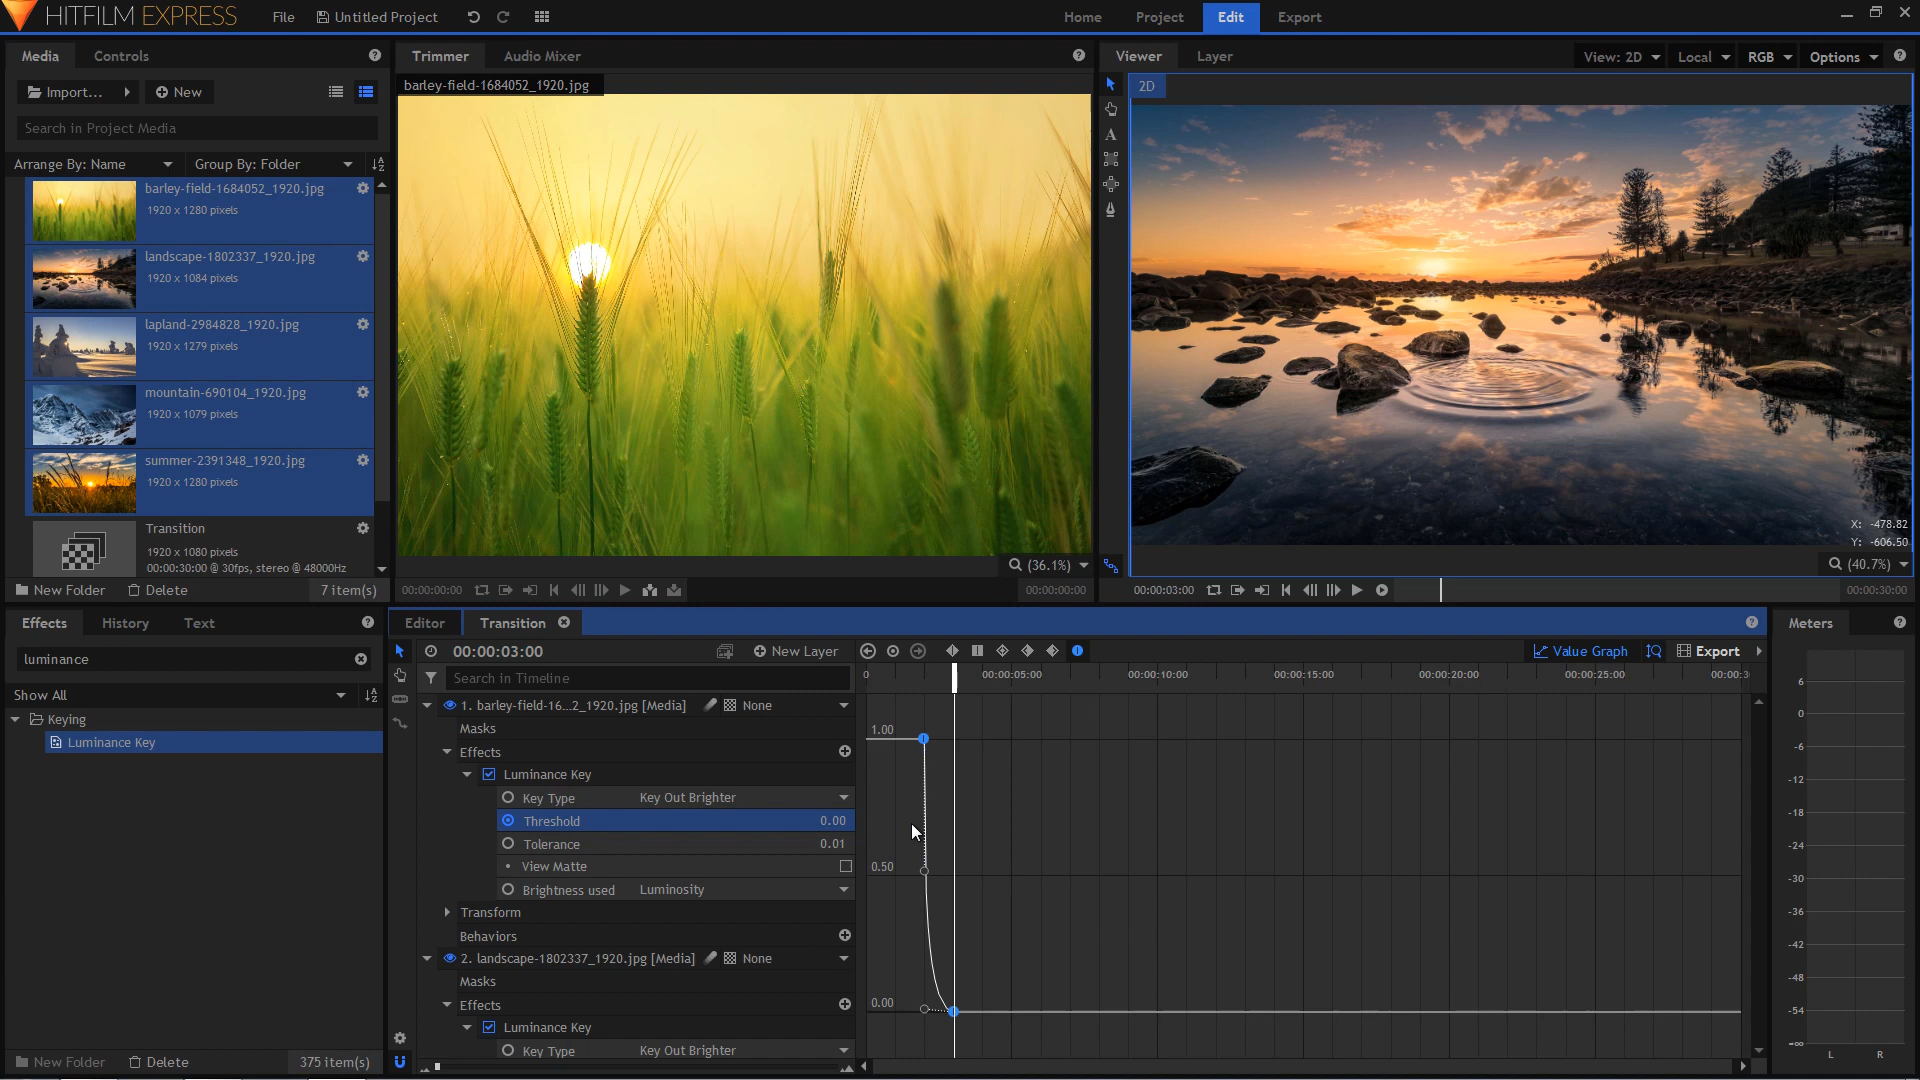 HITFILM EXPRESS
File
Untitled Project
Home
Project
Edit
Export
Media
Controls
Import...
New
Search in Project Media
Arrange By: Name
Group By: Folder
barley-field-1684052_1920.jpg
1920 x 1280 pixels
landscape-1802337_1920.jpg
1920 x 1084 pixels
lapland-2984828_1920.jpg
1920 x 1279 pixels
mountain-690104_1920.jpg
1920 x 1079 pixels
summer-2391348_1920.jpg
1920 x 1280 pixels
Transition
1920 x 1080 pixels
00:00:30:00 @ 30fps, stereo @ 48000Hz
New Folder
Delete
7 item(s)
Trimmer
Audio Mixer
barley-field-1684052_1920.jpg
(36.1%)
00:00:00:00
00:00:00:00
Viewer
Layer
View: 2D
Local
RGB
Options
2D
A
X: -478.82
Y: -606.50
(40.7%)
00:00:03:00
00:00:30:00
Effects
History
Text
luminance
Show All
Keying
Luminance Key
New Folder
Delete
375 item(s)
Editor
Transition
00:00:03:00
New Layer
Value Graph
Export
Search in Timeline
0
00:00:05:00
00:00:10:00
00:00:15:00
00:00:20:00
00:00:25:00
00:00:3
1. barley-field-16...2_1920.jpg [Media]
None
Masks
Effects
Luminance Key
Key Type
Key Out Brighter
Threshold
0.00
Tolerance
0.01
View Matte
Brightness used
Luminosity
Transform
Behaviors
2. landscape-1802337_1920.jpg [Media]
None
Masks
Effects
Luminance Key
Key Type
Key Out Brighter
1.00
0.50
0.00
Meters
6
0
-6
-12
-18
-24
-30
-36
-42
-48
-54
-∞
L
R